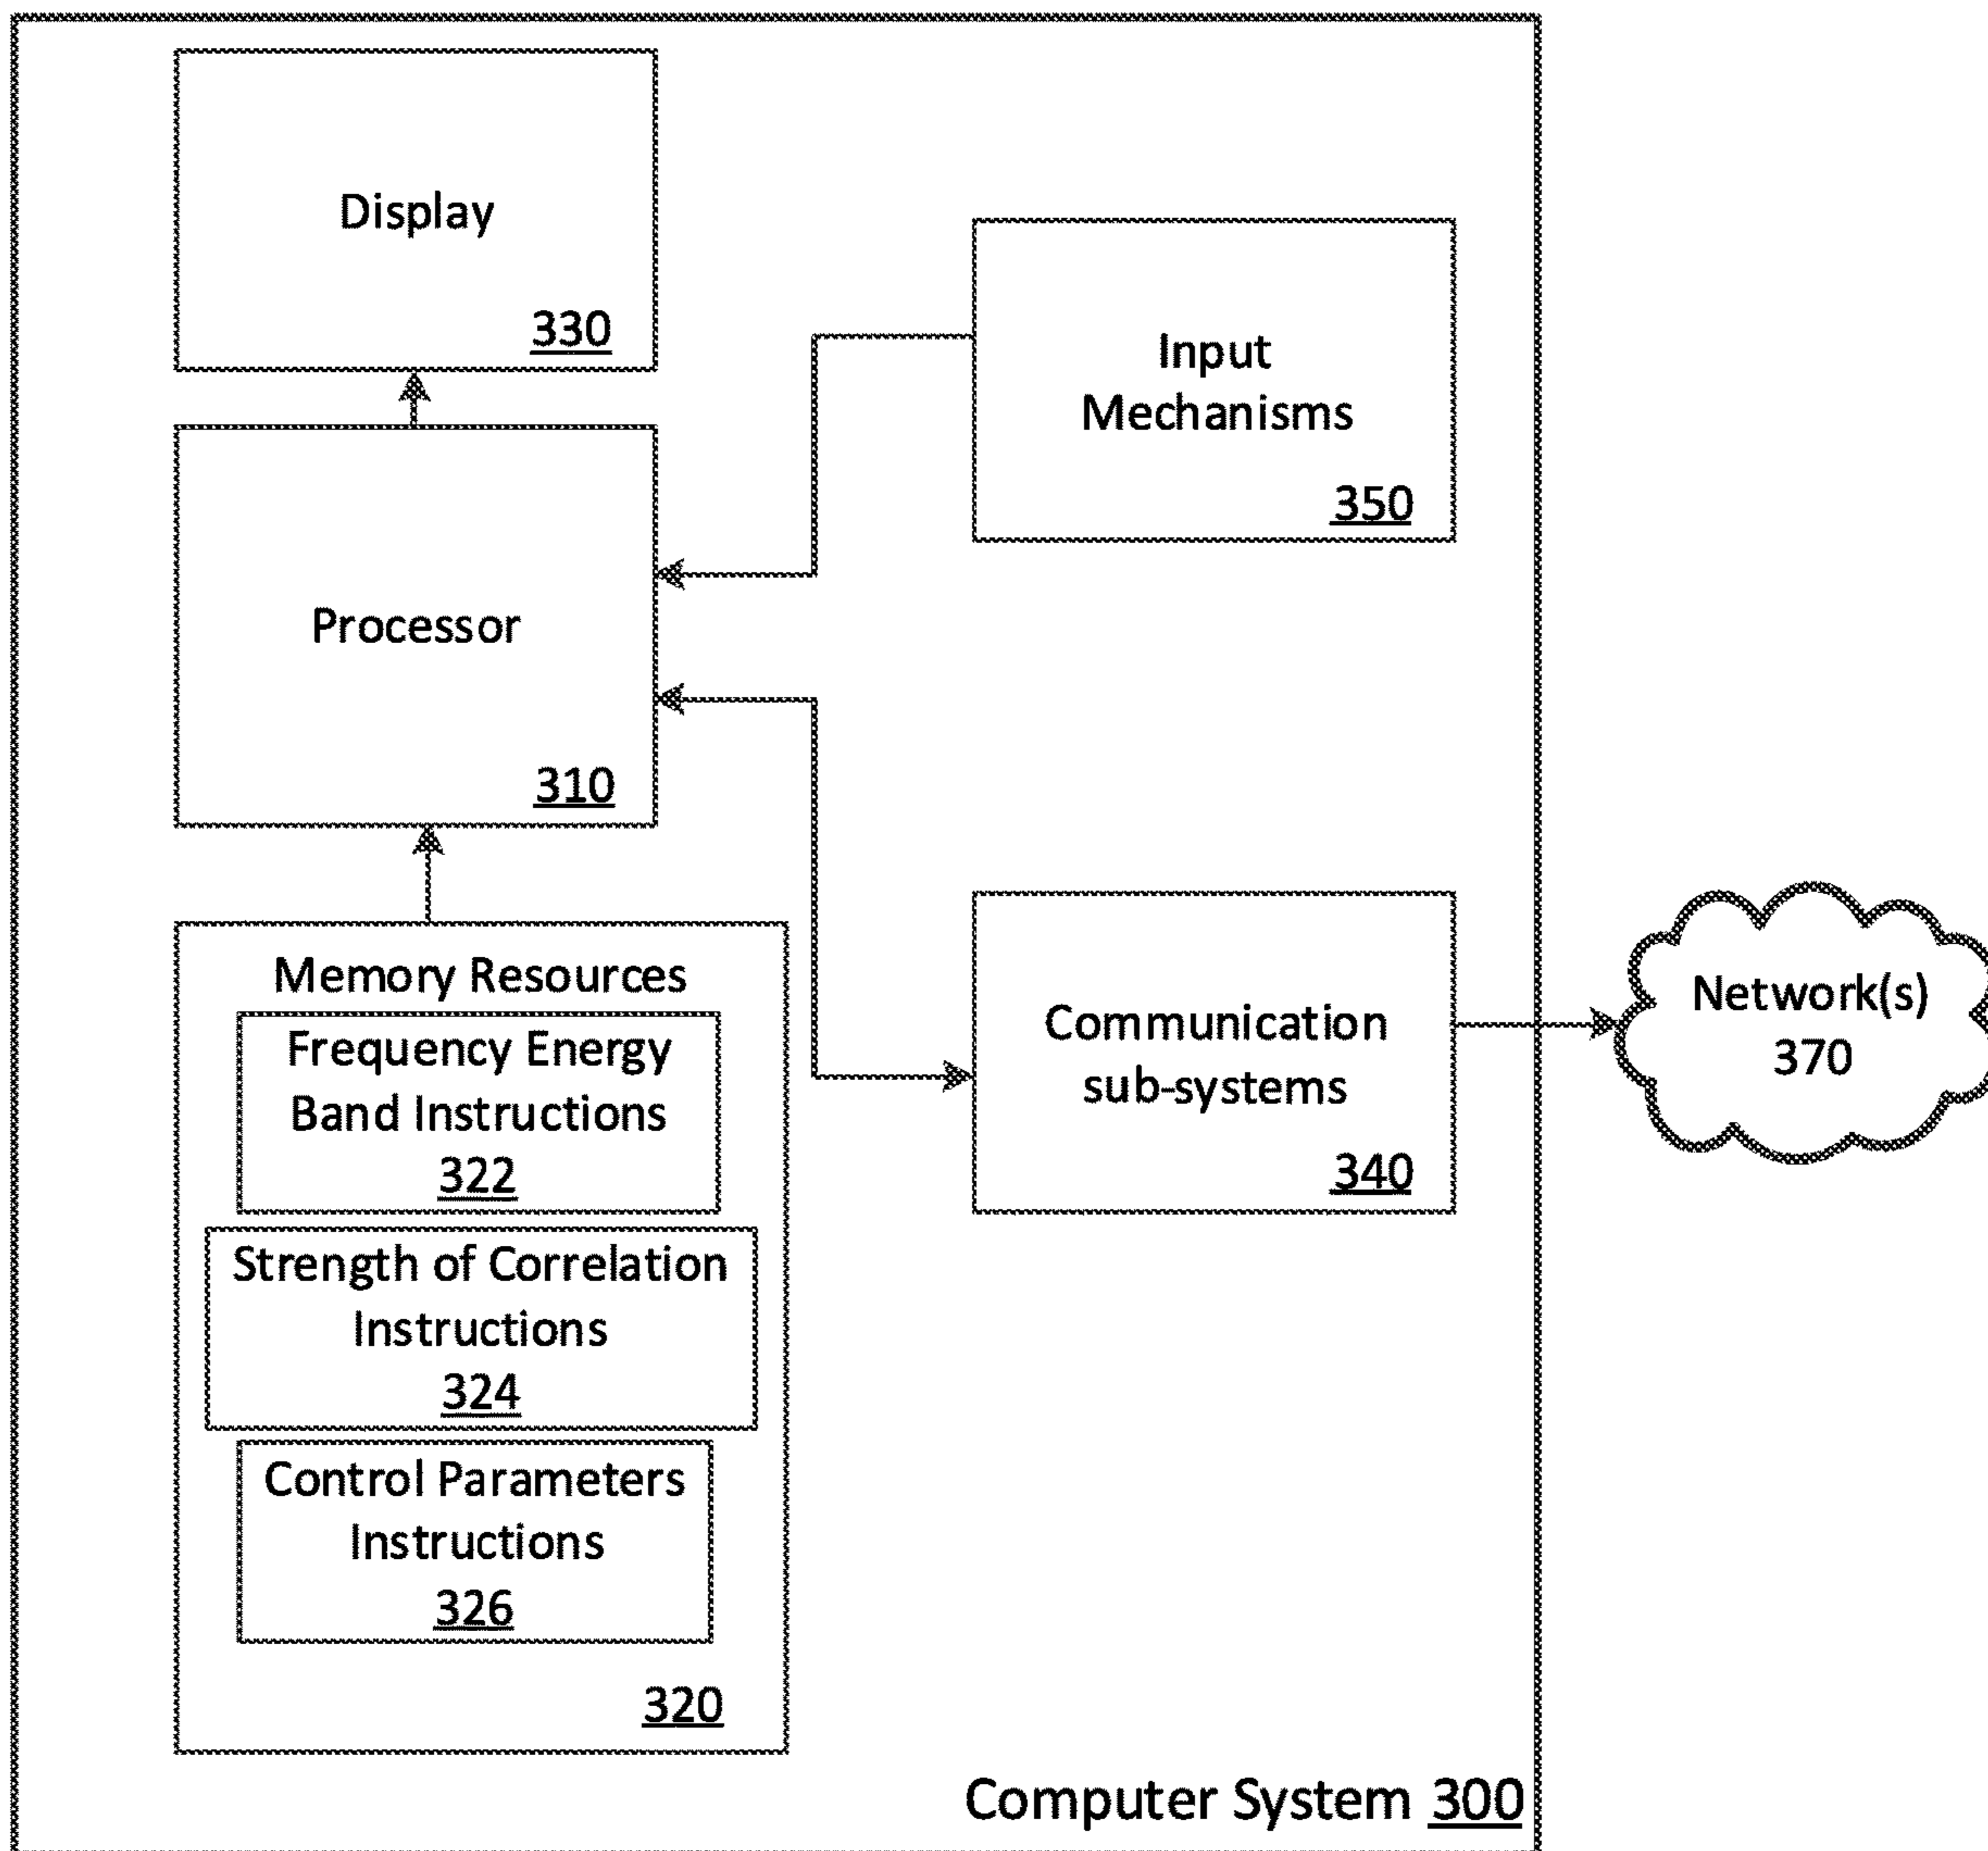 Display
330
Input
Mechanisms
350
Processor
310
Memory Resources
Frequency Energy
Band Instructions
322
Strength of Correlation
Instructions
324
Control Parameters
Instructions
326
320
Communication
sub-systems
340
Network(s)
370
Computer System 300